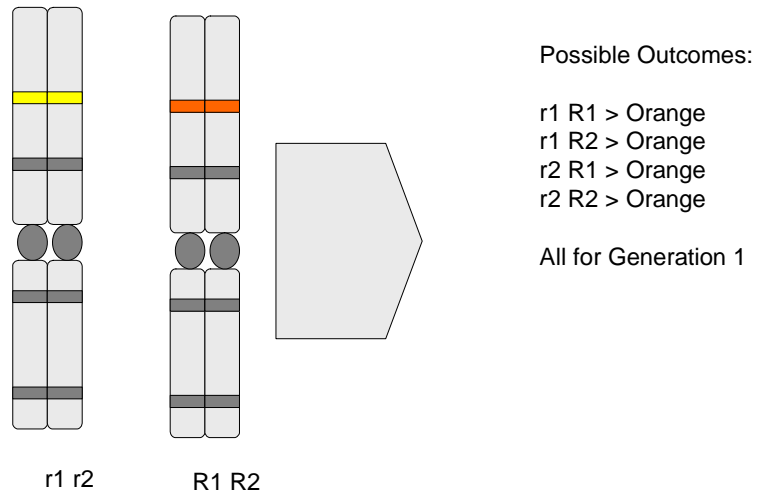 Possible Outcomes:
r1 R1 > Orange
r1 R2 > Orange
r2 R1 > Orange
r2 R2 > Orange
All for Generation 1
r1 r2
R1 R2